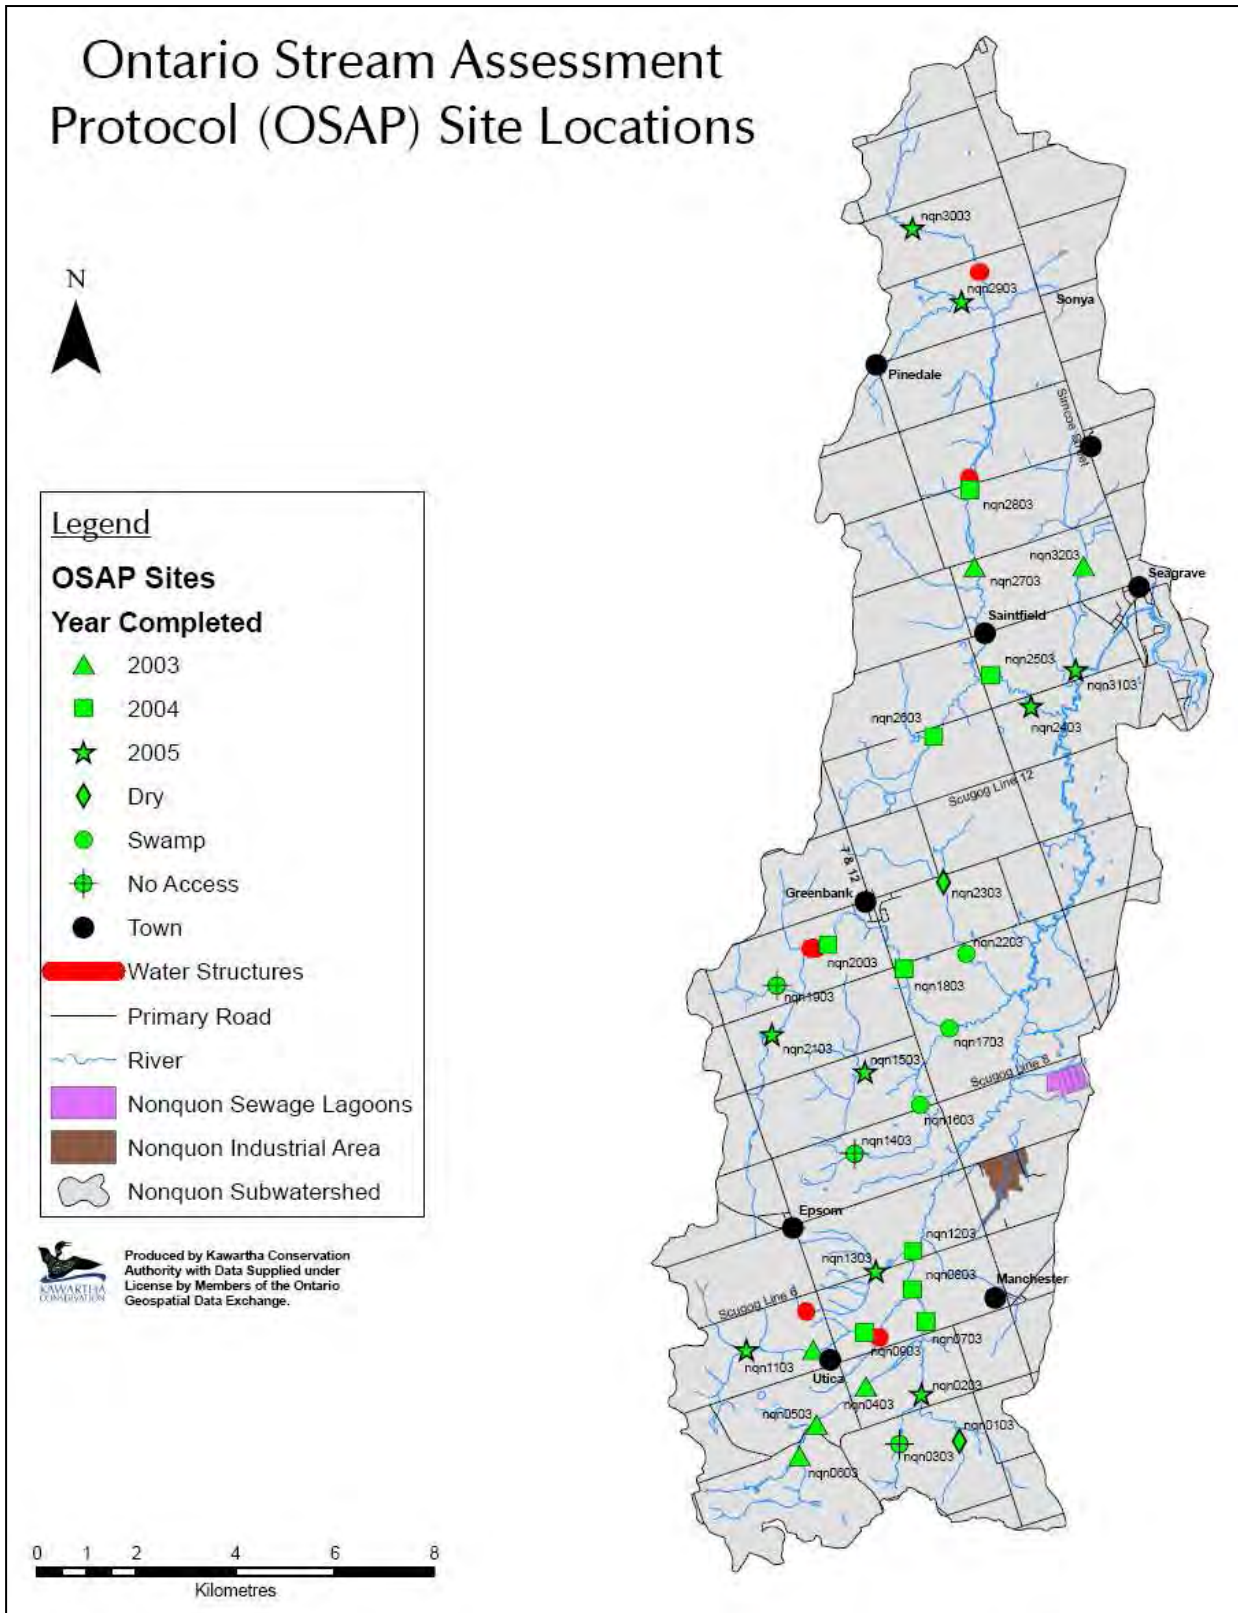 Ontario Stream Assessment
Protocol (OSAP) Site Locations
N
nqn3003
nqn2903
Sonya
Pinedale
Simcoe Street
nqn2803
nqn3203
nqn2703
Seagrave
Saintfield
nqn2503
nqn3103
nqn2603
nqn2403
Scugog Line 12
7 & 12
Greenbank
nqn2303
nqn2203
nqn2003
nqn1803
nqn1903
nqn1703
nqn2103
nqn1503
Scugog Line 8
nqn1603
nqn1403
Epsom
nqn1203
nqn1303
nqn0803
Manchester
Scugog Line 6
nqn0703
nqn0903
nqn1103
Utica
nqn0203
nqn0403
nqn0503
nqn0103
nqn0303
nqn0603
Legend
OSAP Sites
Year Completed
2003
2004
2005
Dry
Swamp
No Access
Town
Water Structures
Primary Road
River
Nonquon Sewage Lagoons
Nonquon Industrial Area
Nonquon Subwatershed
KAWARTHA
CONSERVATION
Produced by Kawartha Conservation
Authority with Data Supplied under
License by Members of the Ontario
Geospatial Data Exchange.
0 1 2 4 6 8
Kilometres